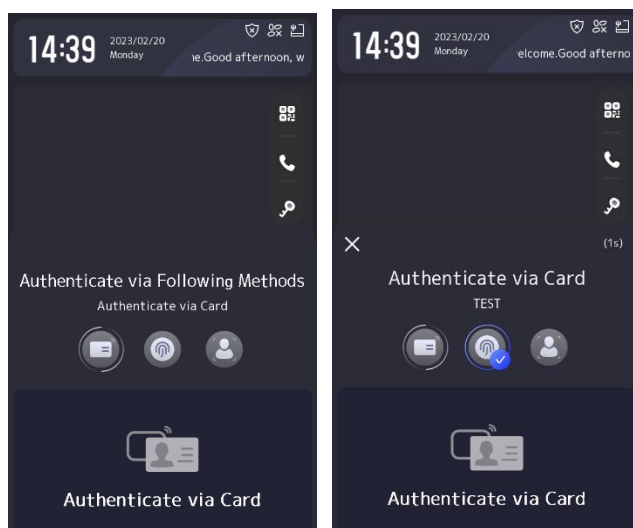 14:39
2023/02/20
Monday
ıe.Good afternoon, w
Authenticate via Following Methods
Authenticate via Card
Authenticate via Card
14:39
2023/02/20
Monday
elcome.Good afterno
(1s)
Authenticate via Card
TEST
Authenticate via Card